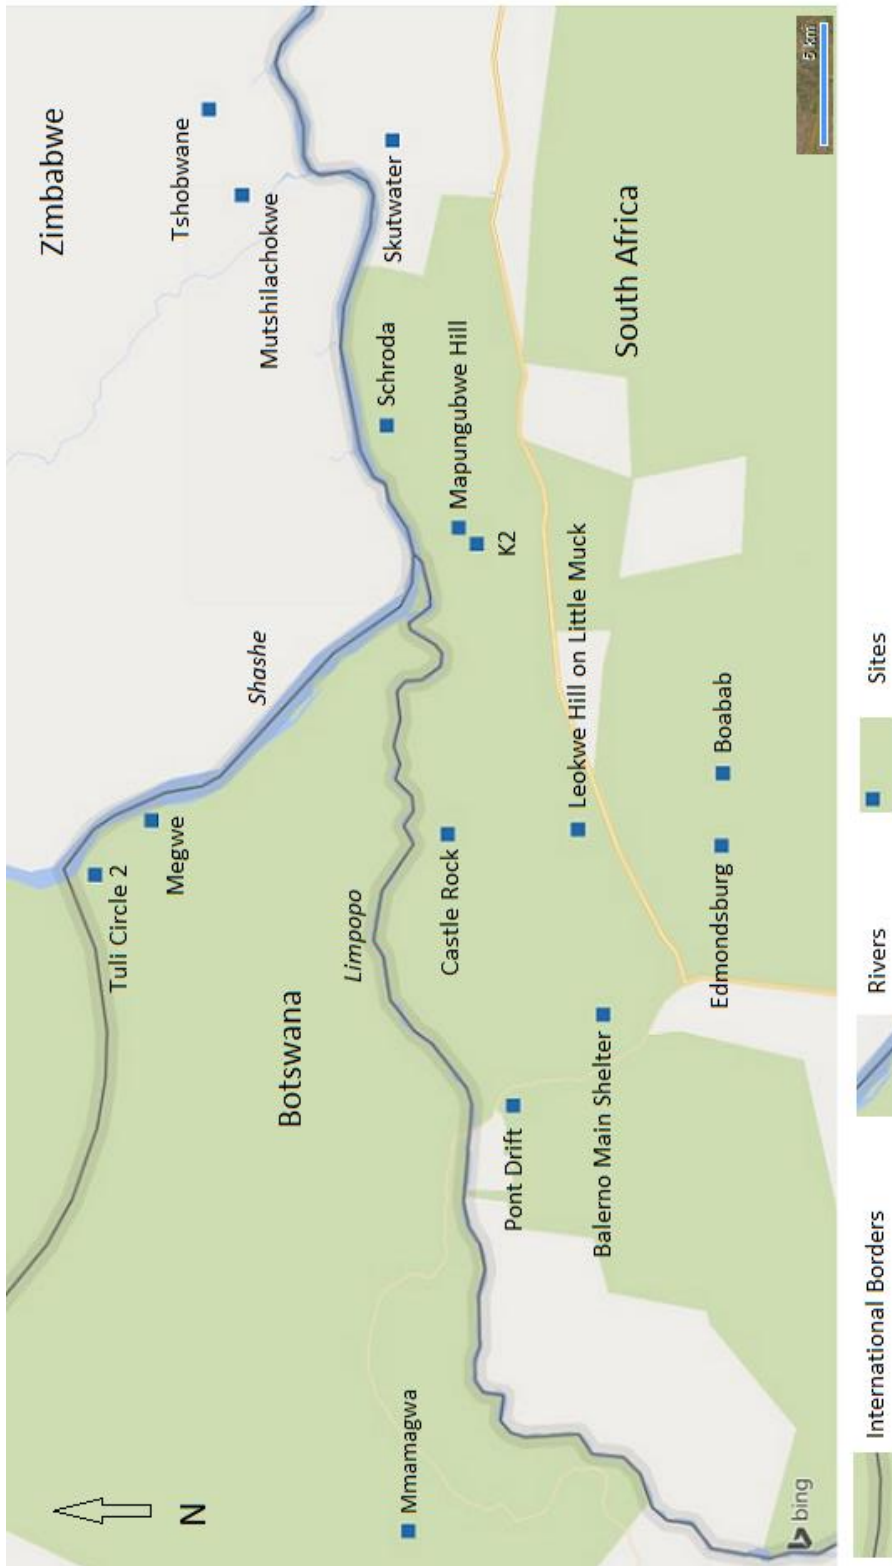 Zimbabwe
Tshobwane
Mutshilachokwe
Shashe
Tuli Circle 2
Megwe
Botswana
Limpopo
Skutwater
Schroda
Mapungubwe Hill
K2
Castle Rock
Mmamagwa
N
Pont Drift
Leokwe Hill on Little Muck
South Africa
Balerno Main Shelter
Edmondsburg
Boabab
bing
5 km
International Borders
Rivers
Sites